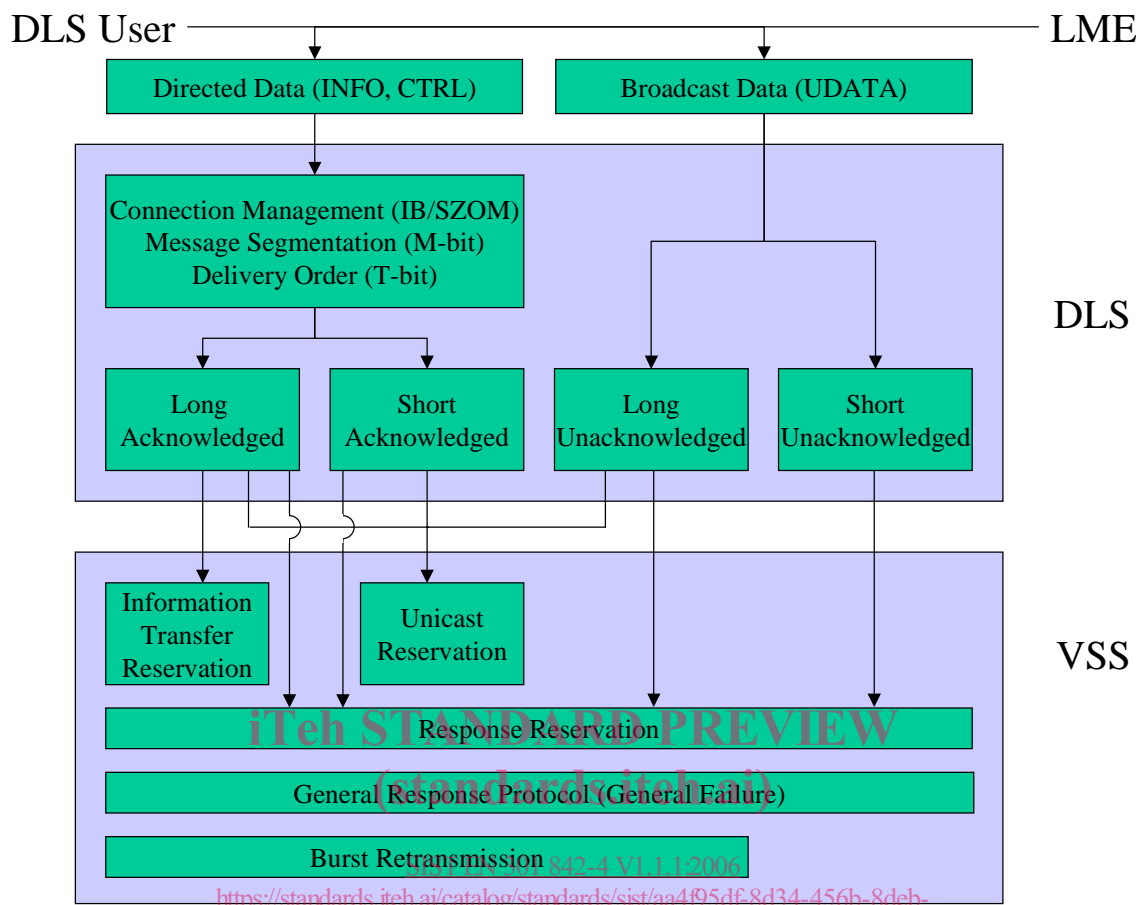 DLS User
LME
Directed Data (INFO, CTRL)
Broadcast Data (UDATA)
Connection Management (IB/SZOM)
Message Segmentation (M-bit)
Delivery Order (T-bit)
DLS
Long
Acknowledged
Short
Acknowledged
Long
Unacknowledged
Short
Unacknowledged
Information
Transfer
Reservation
Unicast
Reservation
VSS
iTeh STANDARD PREVIEW
Response Reservation
(standards.iteh.ai)
General Response Protocol (General Failure)
Burst Retransmission
SIST EN 301 842-4 V1.1.1:2006
https://standards.iteh.ai/catalog/standards/sist/aa4f95df-8d34-456b-8deb-